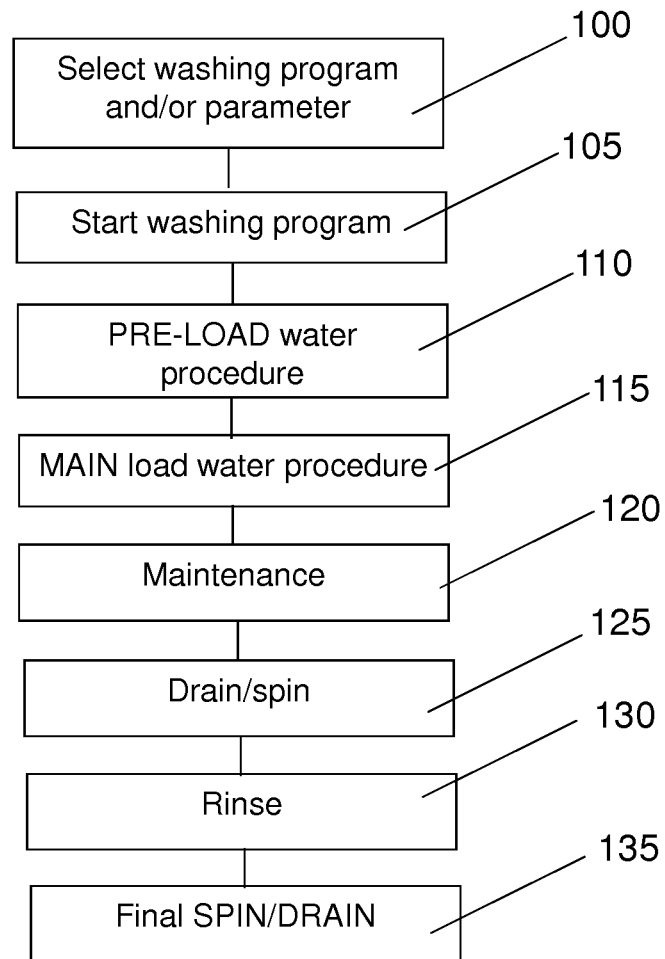 100
Select washing program
and/or parameter
105
Start washing program
110
PRE-LOAD water
procedure
115
MAIN load water procedure
120
Maintenance
125
Drain/spin
130
Rinse
135
Final SPIN/DRAIN